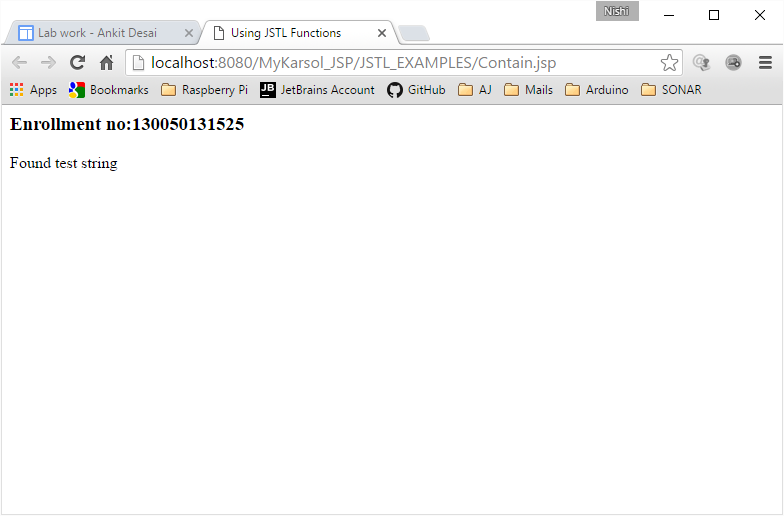 Nishi
Lab work - Ankit Desai
Using JSTL Functions
localhost:8080/MyKarsol_JSP/JSTL_EXAMPLES/Contain.jsp
Apps Bookmarks Raspberry Pi JB JetBrains Account GitHub AJ Mails Arduino SONAR
Enrollment no:130050131525
Found test string